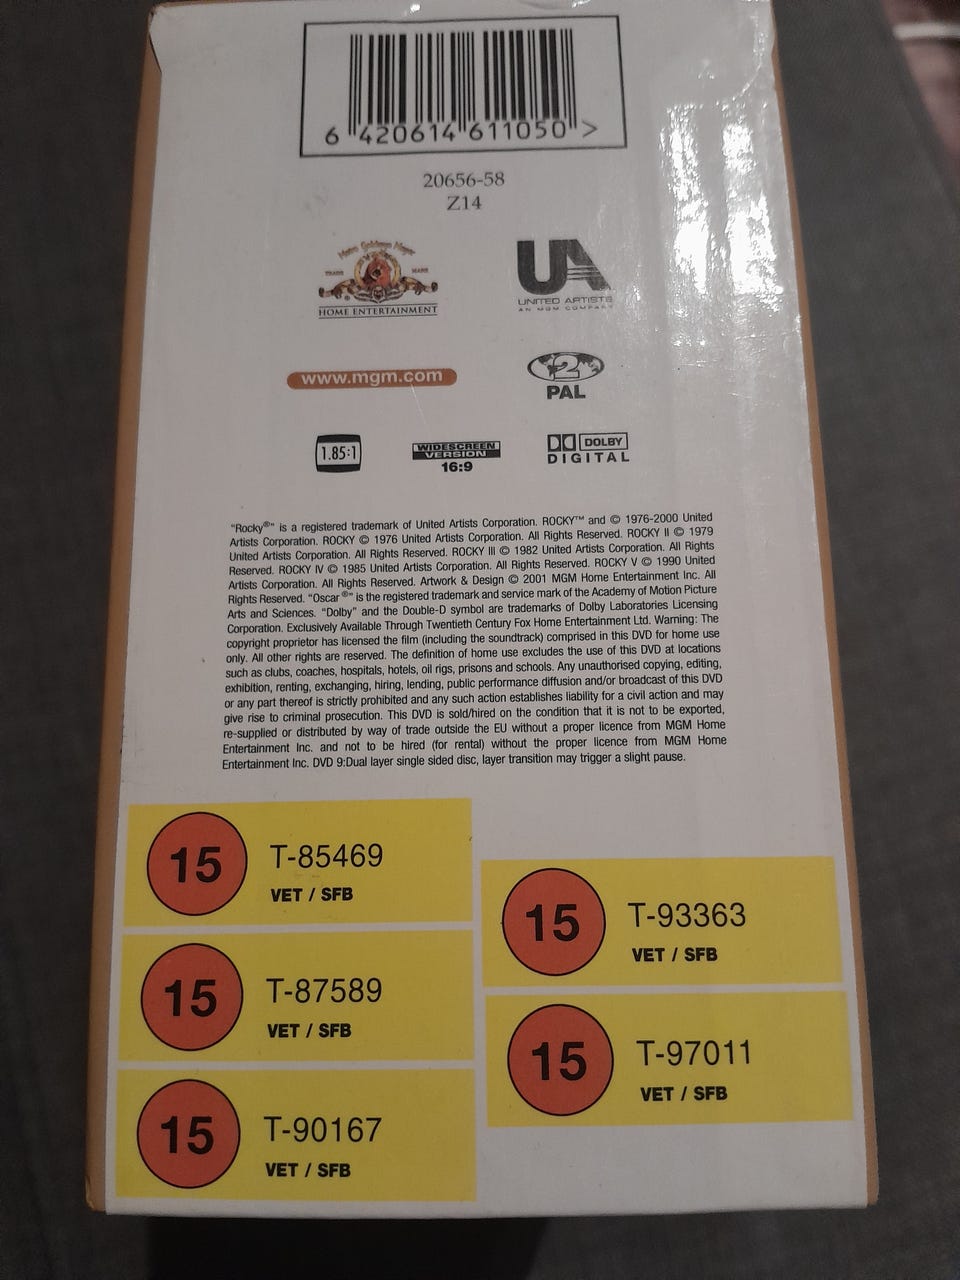 6 420614 611050 >
20656-58
Z14
Metro Goldwyn Mayer
TRADE MARK
HOME ENTERTAINMENT
UA
UNITED ARTISTS
AN MGM COMPANY
www.mgm.com
2
PAL
1.85:1
WIDESCREEN
VERSION
16:9
DOLBY
DIGITAL
"Rocky®" is a registered trademark of United Artists Corporation. ROCKY™ and © 1976-2000 United
Artists Corporation. ROCKY © 1976 United Artists Corporation. All Rights Reserved. ROCKY II © 1979
United Artists Corporation. All Rights Reserved. ROCKY III © 1982 United Artists Corporation. All Rights
Reserved. ROCKY IV © 1985 United Artists Corporation. All Rights Reserved. ROCKY V © 1990 United
Artists Corporation. All Rights Reserved. Artwork & Design © 2001 MGM Home Entertainment Inc. All
Rights Reserved. "Oscar®" is the registered trademark and service mark of the Academy of Motion Picture
Arts and Sciences. "Dolby" and the Double-D symbol are trademarks of Dolby Laboratories Licensing
Corporation. Exclusively Available Through Twentieth Century Fox Home Entertainment Ltd. Warning: The
copyright proprietor has licensed the film (including the soundtrack) comprised in this DVD for home use
only. All other rights are reserved. The definition of home use excludes the use of this DVD at locations
such as clubs, coaches, hospitals, hotels, oil rigs, prisons and schools. Any unauthorised copying, editing,
exhibition, renting, exchanging, hiring, lending, public performance diffusion and/or broadcast of this DVD
or any part thereof is strictly prohibited and any such action establishes liability for a civil action and may
give rise to criminal prosecution. This DVD is sold/hired on the condition that it is not to be exported,
re-supplied or distributed by way of trade outside the EU without a proper licence from MGM Home
Entertainment Inc. and not to be hired (for rental) without the proper licence from MGM Home
Entertainment Inc. DVD 9:Dual layer single sided disc, layer transition may trigger a slight pause.
15 T-85469
VET / SFB
15 T-87589
VET / SFB
15 T-90167
VET / SFB
15 T-93363
VET / SFB
15 T-97011
VET / SFB